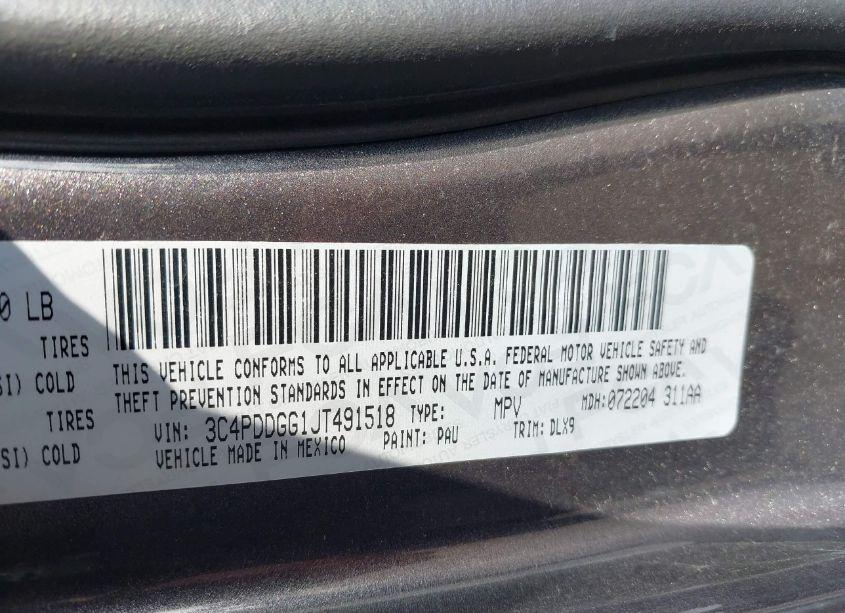 0 LB
TIRES
SI) COLD
TIRES
SI) COLD
THIS VEHICLE CONFORMS TO ALL APPLICABLE U.S.A. FEDERAL MOTOR VEHICLE SAFETY AND
THEFT PREVENTION STANDARDS IN EFFECT ON THE DATE OF MANUFACTURE SHOWN ABOVE.
MDH:072204 311AA
VIN: 3C4PDDGG1JT491518 TYPE: MPV
VEHICLE MADE IN MEXICO PAINT: PAU TRIM: DLX9